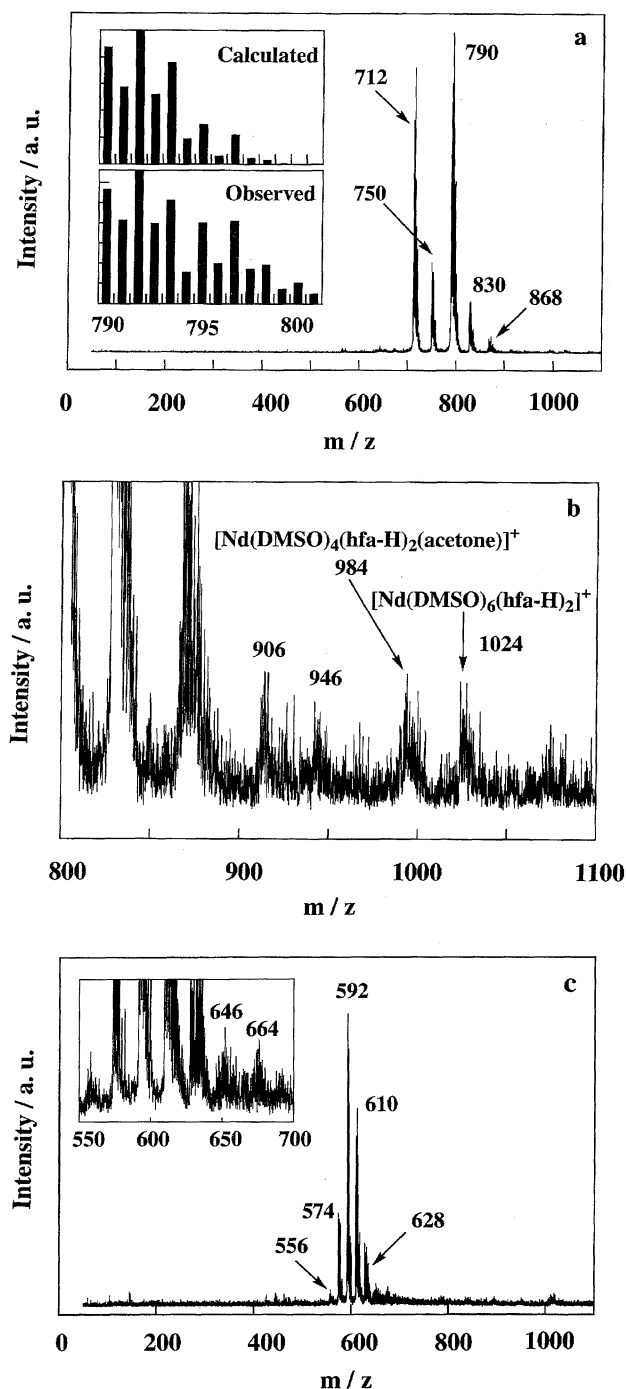 a
Calculated
Observed
790 795 800
712
750
790
830
868
Intensity / a. u.
0 200 400 600 800 1000
m / z
b
[Nd(DMSO)4(hfa-H)2(acetone)]+
984
[Nd(DMSO)6(hfa-H)2]+
1024
906
946
Intensity / a. u.
800 900 1000 1100
m / z
c
592
646
664
550 600 650 700
610
574
628
556
Intensity / a. u.
0 200 400 600 800 1000
m / z